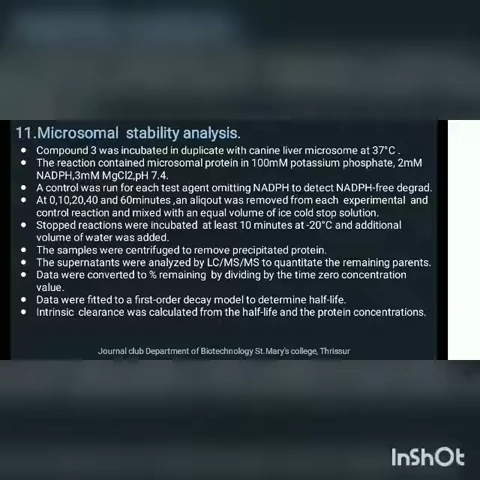 11.Microsomal stability analysis.
Compound 3 was incubated in duplicate with canine liver microsome at 37°C .
The reaction contained microsomal protein in 100mM potassium phosphate, 2mM
NADPH,3mM MgCl2,pH 7.4.
A control was run for each test agent omitting NADPH to detect NADPH-free degrad.
At 0,10,20,40 and 60minutes ,an aliqout was removed from each experimental and
control reaction and mixed with an equal volume of ice cold stop solution.
Stopped reactions were incubated at least 10 minutes at -20°C and additional
volume of water was added.
The samples were centrifuged to remove precipitated protein.
The supernatants were analyzed by LC/MS/MS to quantitate the remaining parents.
Data were converted to % remaining by dividing by the time zero concentration
value.
Data were fitted to a first-order decay model to determine half-life.
Intrinsic clearance was calculated from the half-life and the protein concentrations.
Journal club Department of Biotechnology St.Mary's college, Thrissur
InShOt